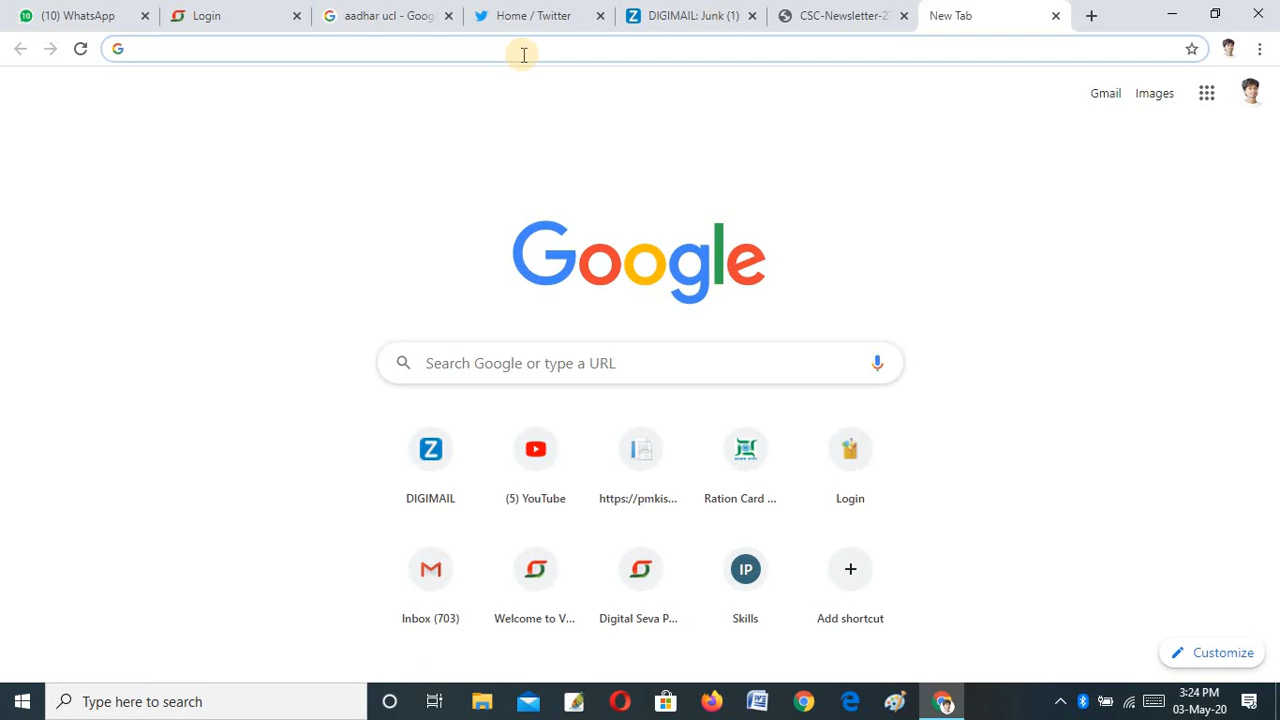 (10) WhatsApp
Login
aadhar ucl - Goog
Home / Twitter
DIGIMAIL: Junk (1)
CSC-Newsletter-27
New Tab
Gmail
Images
Google
Search Google or type a URL
DIGIMAIL
(5) YouTube
https://pmkis...
Ration Card ...
Login
Inbox (703)
Welcome to V...
Digital Seva P...
IP
Skills
Add shortcut
Customize
Type here to search
3:24 PM
03-May-20